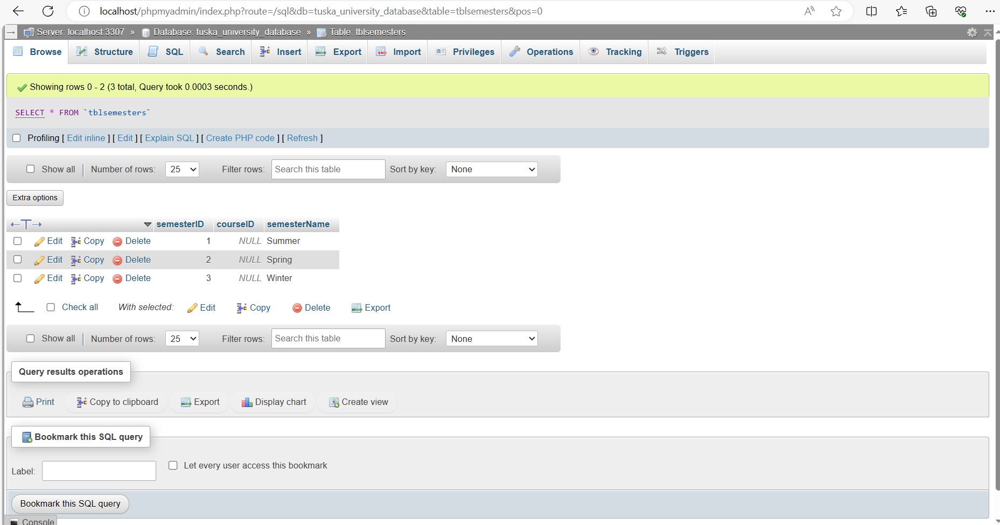 localhost/phpmyadmin/index.php?route=/sql&db=tuska_university_database&table=tblsemesters&pos=0
Server: localhost:3307 » Database: tuska_university_database » Table: tblsemesters
Browse Structure SQL Search Insert Export Import Privileges Operations Tracking Triggers
Showing rows 0 - 2 (3 total, Query took 0.0003 seconds.)
SELECT * FROM `tblsemesters`
Profiling [ Edit inline ] [ Edit ] [ Explain SQL ] [ Create PHP code ] [ Refresh ]
Show all | Number of rows: 25 Filter rows: Search this table Sort by key: None
Extra options
semesterID courseID semesterName
Edit Copy Delete 1 NULL Summer
Edit Copy Delete 2 NULL Spring
Edit Copy Delete 3 NULL Winter
Check all With selected: Edit Copy Delete Export
Show all | Number of rows: 25 Filter rows: Search this table Sort by key: None
Query results operations
Print Copy to clipboard Export Display chart Create view
Bookmark this SQL query
Label: Let every user access this bookmark
Bookmark this SQL query
Console